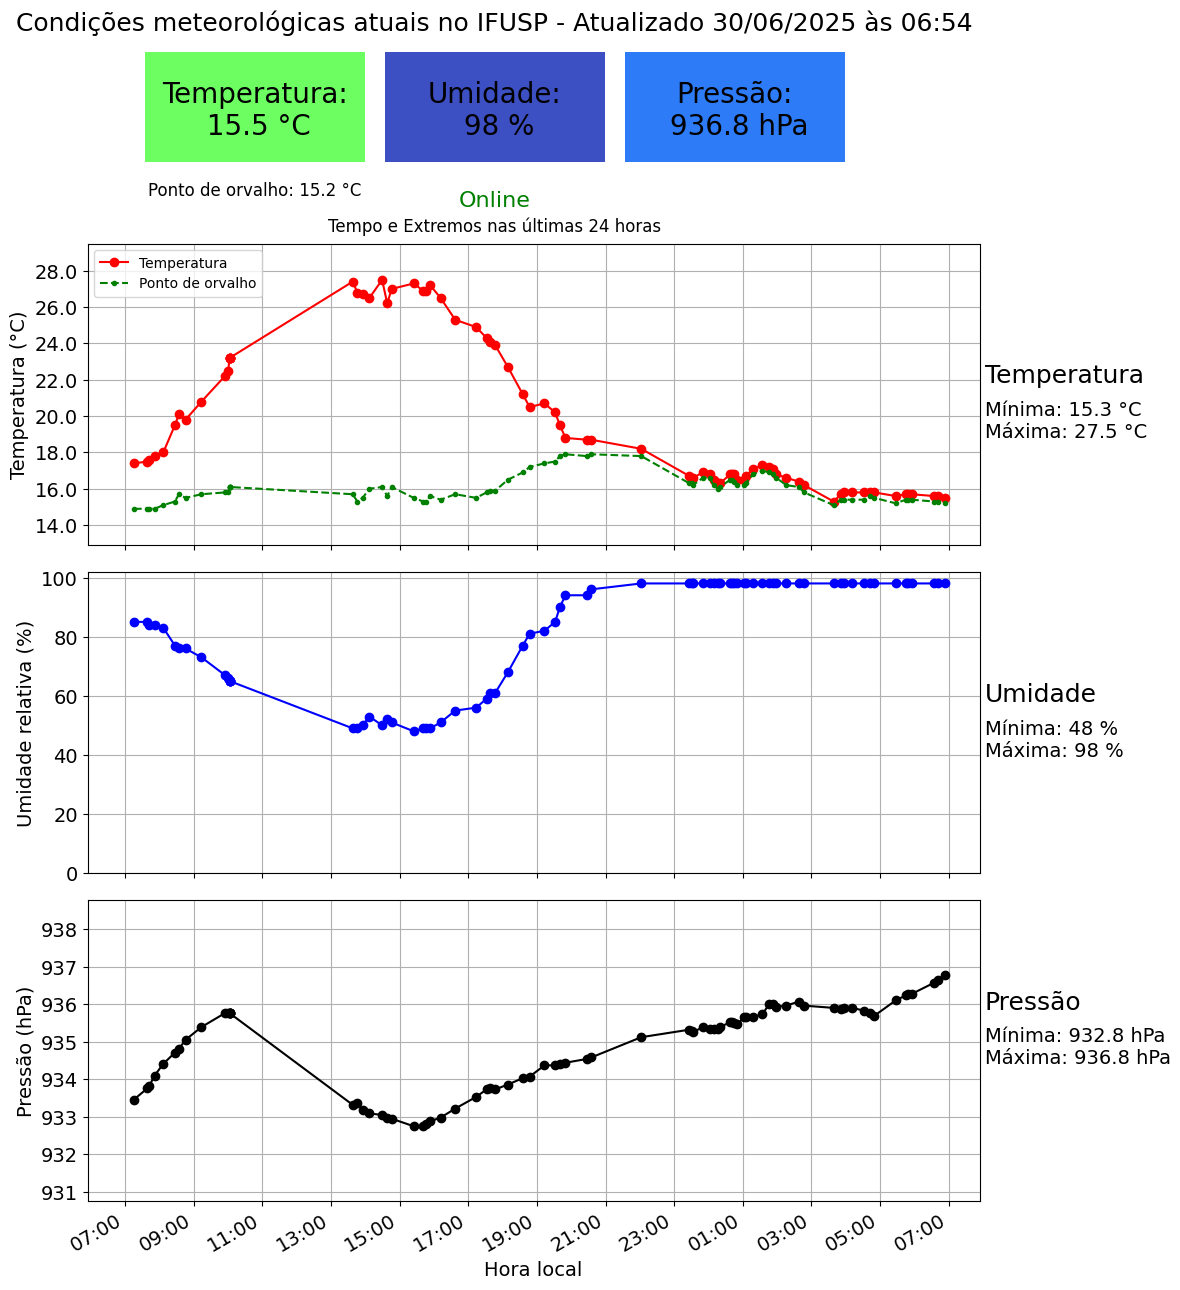 Condições meteorológicas atuais no IFUSP - Atualizado 30/06/2025 às 06:54
Temperatura:
15.5 °C
Umidade:
98 %
Pressão:
936.8 hPa
Ponto de orvalho: 15.2 °C
Online
Tempo e Extremos nas últimas 24 horas
Temperatura
Ponto de orvalho
Temperatura (°C)
28.0
26.0
24.0
22.0
20.0
18.0
16.0
14.0
Temperatura
Mínima: 15.3 °C
Máxima: 27.5 °C
Umidade relativa (%)
100
80
60
40
20
0
Umidade
Mínima: 48 %
Máxima: 98 %
Pressão (hPa)
938
937
936
935
934
933
932
931
Pressão
Mínima: 932.8 hPa
Máxima: 936.8 hPa
07:00 09:00 11:00 13:00 15:00 17:00 19:00 21:00 23:00 01:00 03:00 05:00 07:00
Hora local